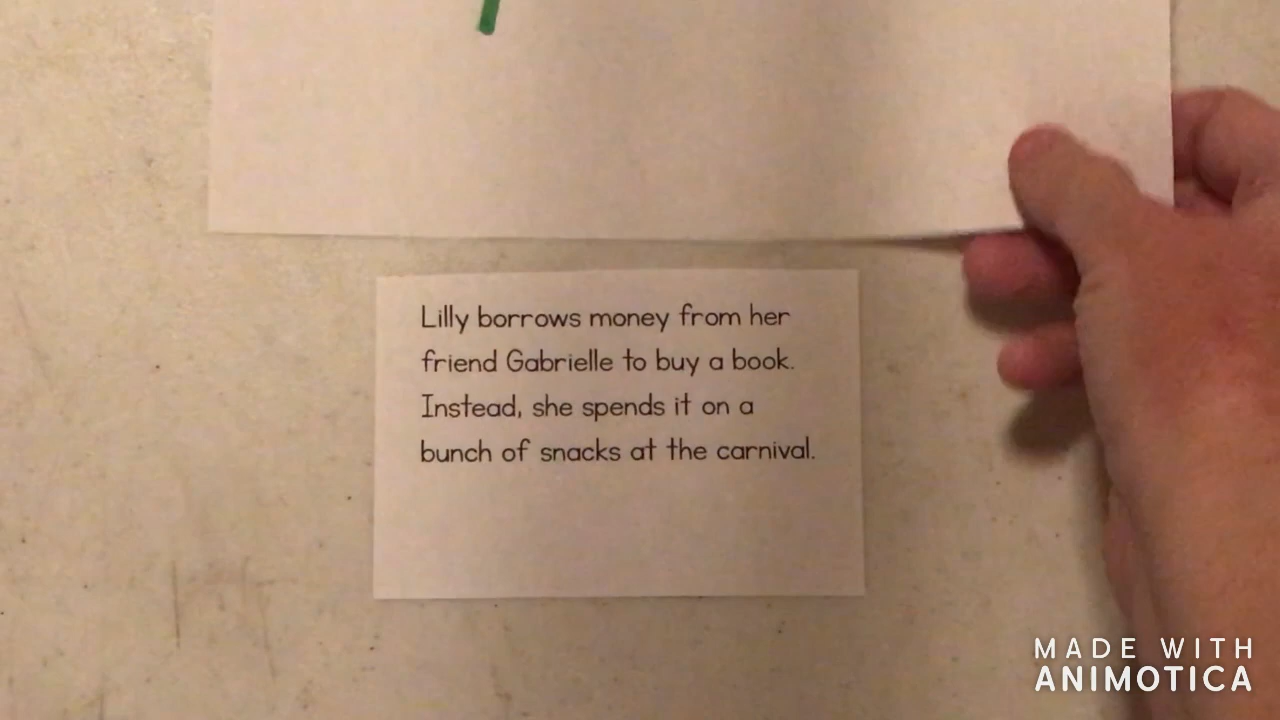 Lilly borrows money from her
friend Gabrielle to buy a book.
Instead, she spends it on a
bunch of snacks at the carnival.
MADE WITH
ANIMOTICA